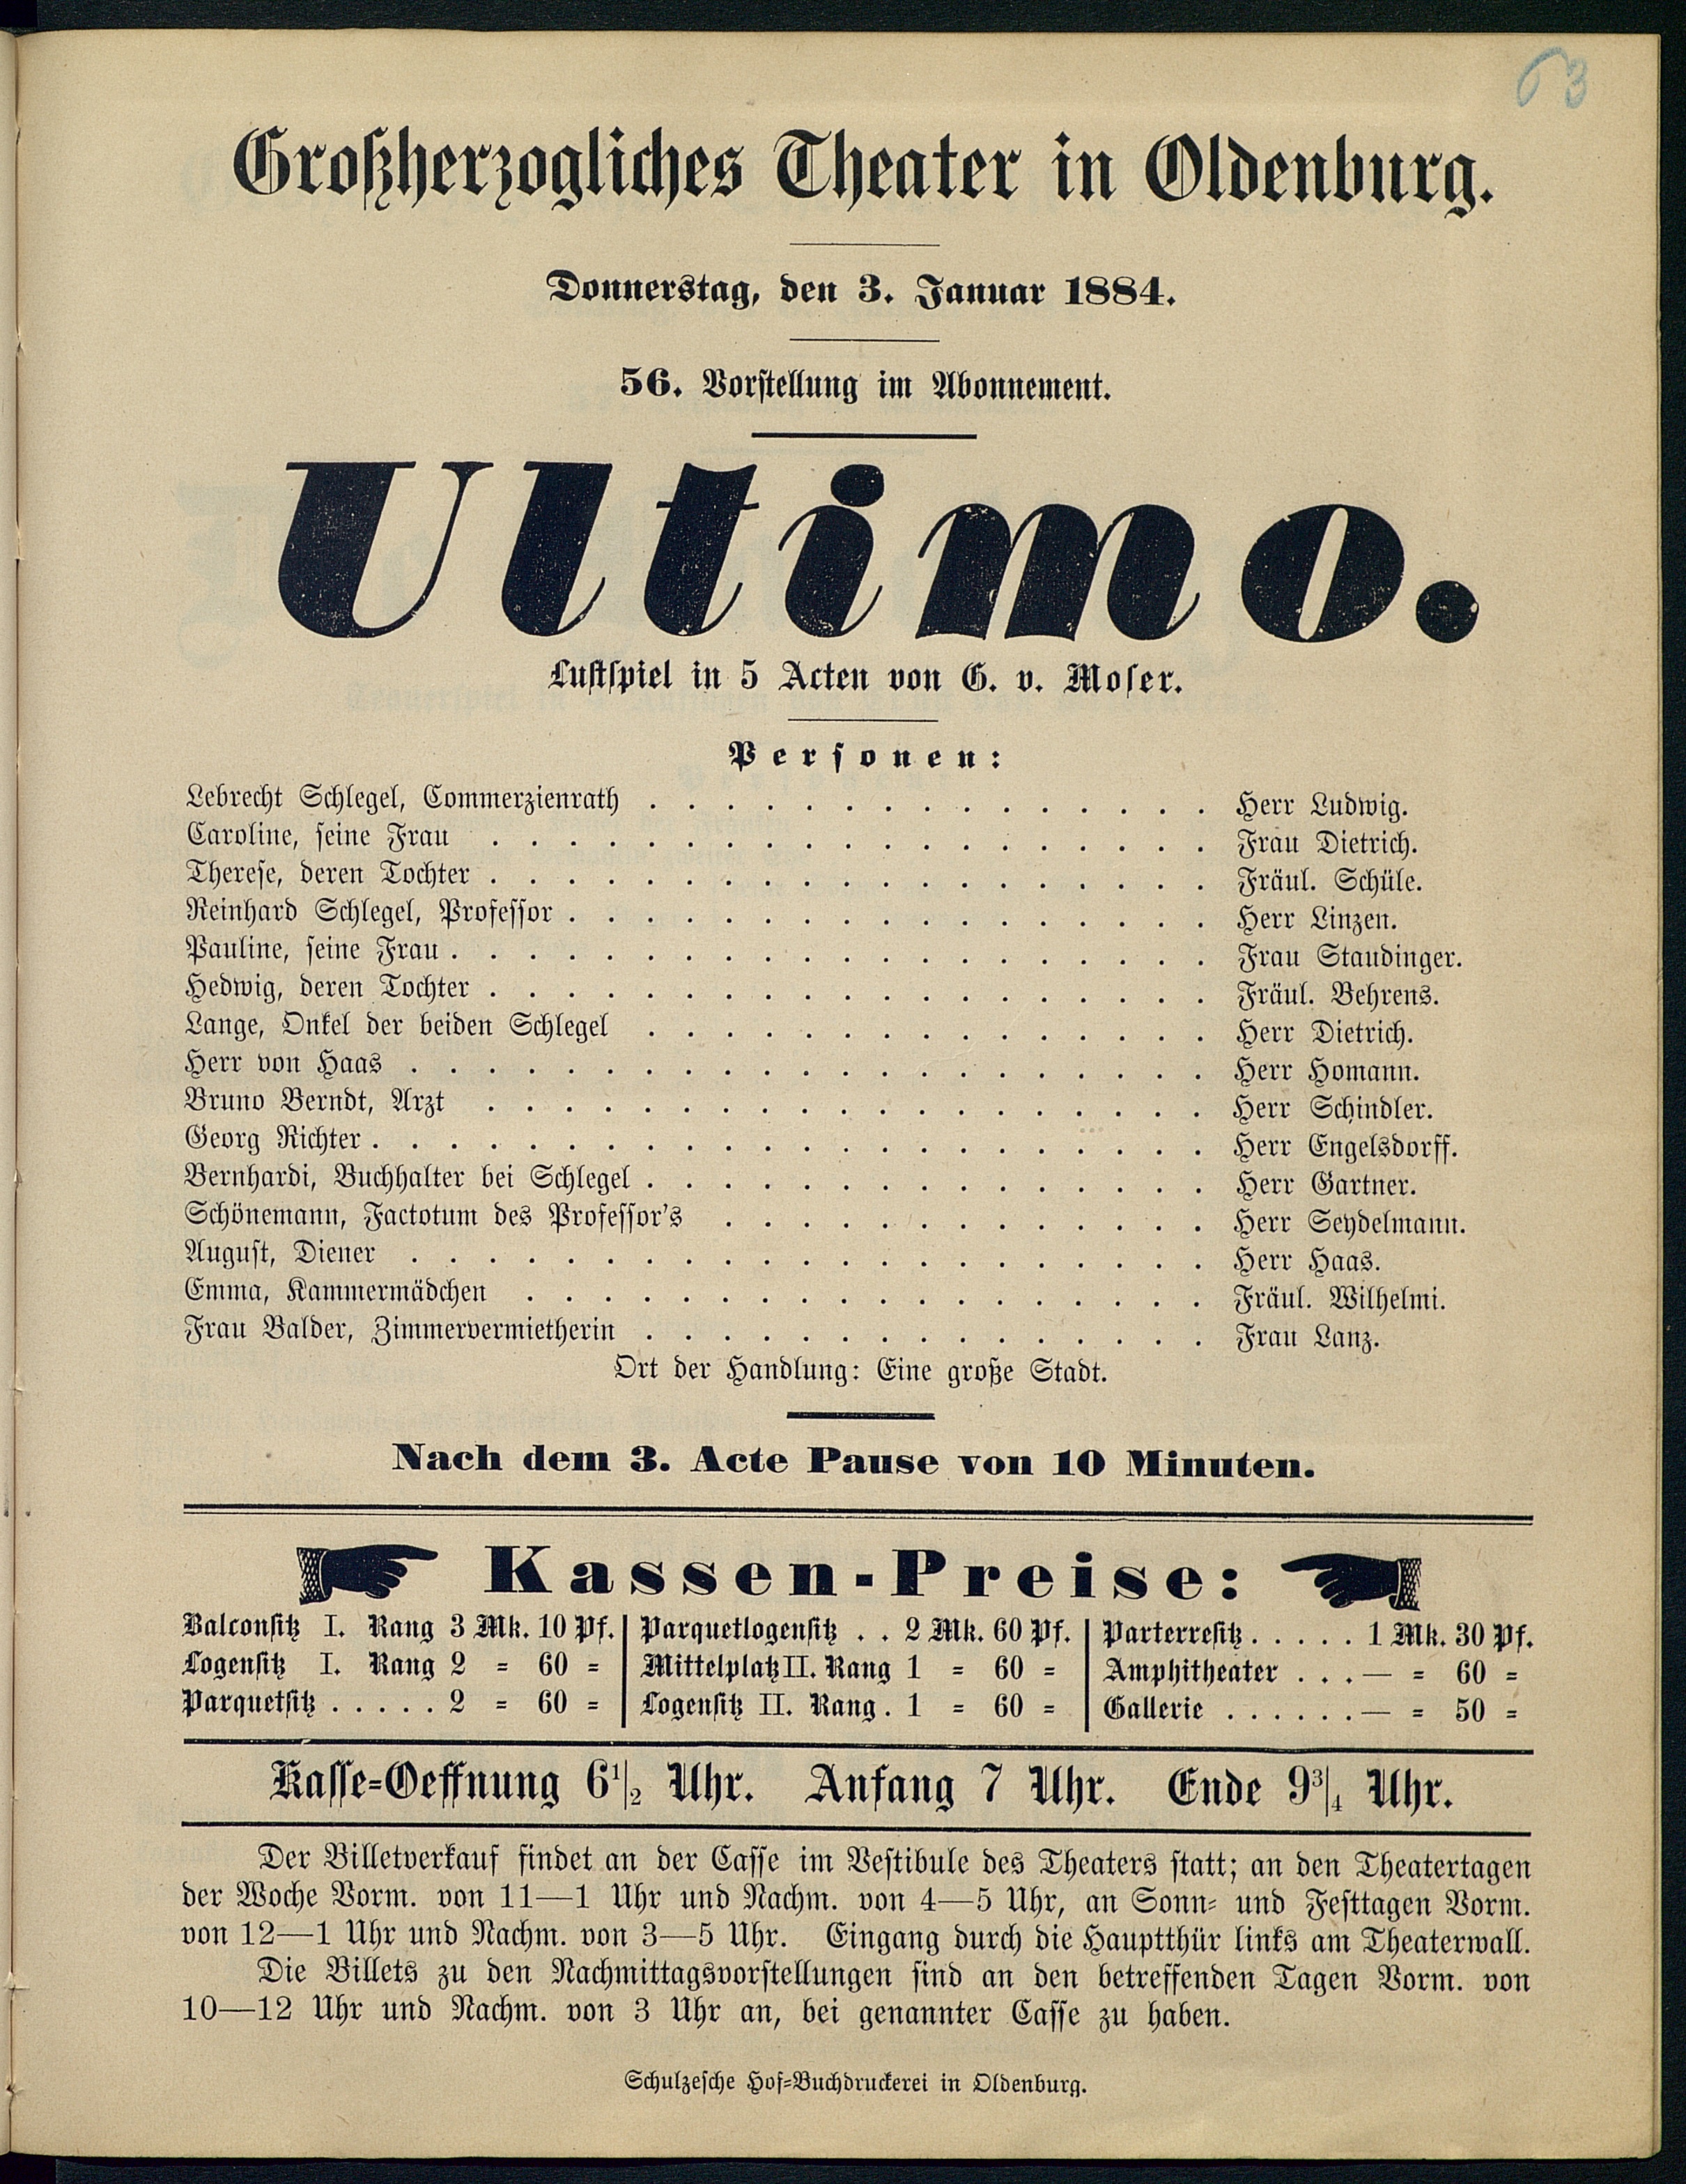 63
Großherzogliches Theater in Oldenburg.
Donnerstag, den 3. Januar 1884.
56. Vorstellung im Abonnement.
Ultimo.
Lustspiel in 5 Acten von G. v. Moser.
Personen:
Lebrecht Schlegel, Commerzienrath . . . . . . . . . . . . . . . Herr Ludwig.
Caroline, seine Frau . . . . . . . . . . . . . . . . . . . Frau Dietrich.
Therese, deren Tochter . . . . . . . . . . . . . . . . . . . Fräul. Schüle.
Reinhard Schlegel, Professor . . . . . . . . . . . . . . . . . Herr Linzen.
Pauline, seine Frau . . . . . . . . . . . . . . . . . . . . Frau Staudinger.
Hedwig, deren Tochter . . . . . . . . . . . . . . . . . . . Fräul. Behrens.
Lange, Onkel der beiden Schlegel . . . . . . . . . . . . . . . Herr Dietrich.
Herr von Haas . . . . . . . . . . . . . . . . . . . . . Herr Homann.
Bruno Berndt, Arzt . . . . . . . . . . . . . . . . . . . Herr Schindler.
Georg Richter . . . . . . . . . . . . . . . . . . . . . . Herr Engelsdorff.
Bernhardi, Buchhalter bei Schlegel . . . . . . . . . . . . . . . Herr Gartner.
Schönemann, Factotum des Professor's . . . . . . . . . . . . . Herr Seydelmann.
August, Diener . . . . . . . . . . . . . . . . . . . . . Herr Haas.
Emma, Kammermädchen . . . . . . . . . . . . . . . . . . Fräul. Wilhelmi.
Frau Balder, Zimmervermietherin . . . . . . . . . . . . . . . Frau Lanz.
Ort der Handlung: Eine große Stadt.
Nach dem 3. Acte Pause von 10 Minuten.
Kassen-Preise:
Balconsitz I. Rang 3 Mk. 10 Pf. | Parquetlogensitz . . 2 Mk. 60 Pf. | Parterresitz . . . . . 1 Mk. 30 Pf.
Logensitz I. Rang 2 = 60 = | Mittelplatz II. Rang 1 = 60 = | Amphitheater . . . — = 60 =
Parquetsitz . . . . . 2 = 60 = | Logensitz II. Rang . 1 = 60 = | Gallerie . . . . . . — = 50 =
Kasse=Oeffnung 6 1/2 Uhr. Anfang 7 Uhr. Ende 9 3/4 Uhr.
Der Billetverkauf findet an der Casse im Vestibule des Theaters statt; an den Theatertagen
der Woche Vorm. von 11—1 Uhr und Nachm. von 4—5 Uhr, an Sonn= und Festtagen Vorm.
von 12—1 Uhr und Nachm. von 3—5 Uhr. Eingang durch die Hauptthür links am Theaterwall.
Die Billets zu den Nachmittagsvorstellungen sind an den betreffenden Tagen Vorm. von
10—12 Uhr und Nachm. von 3 Uhr an, bei genannter Casse zu haben.
Schulzesche Hof=Buchdruckerei in Oldenburg.